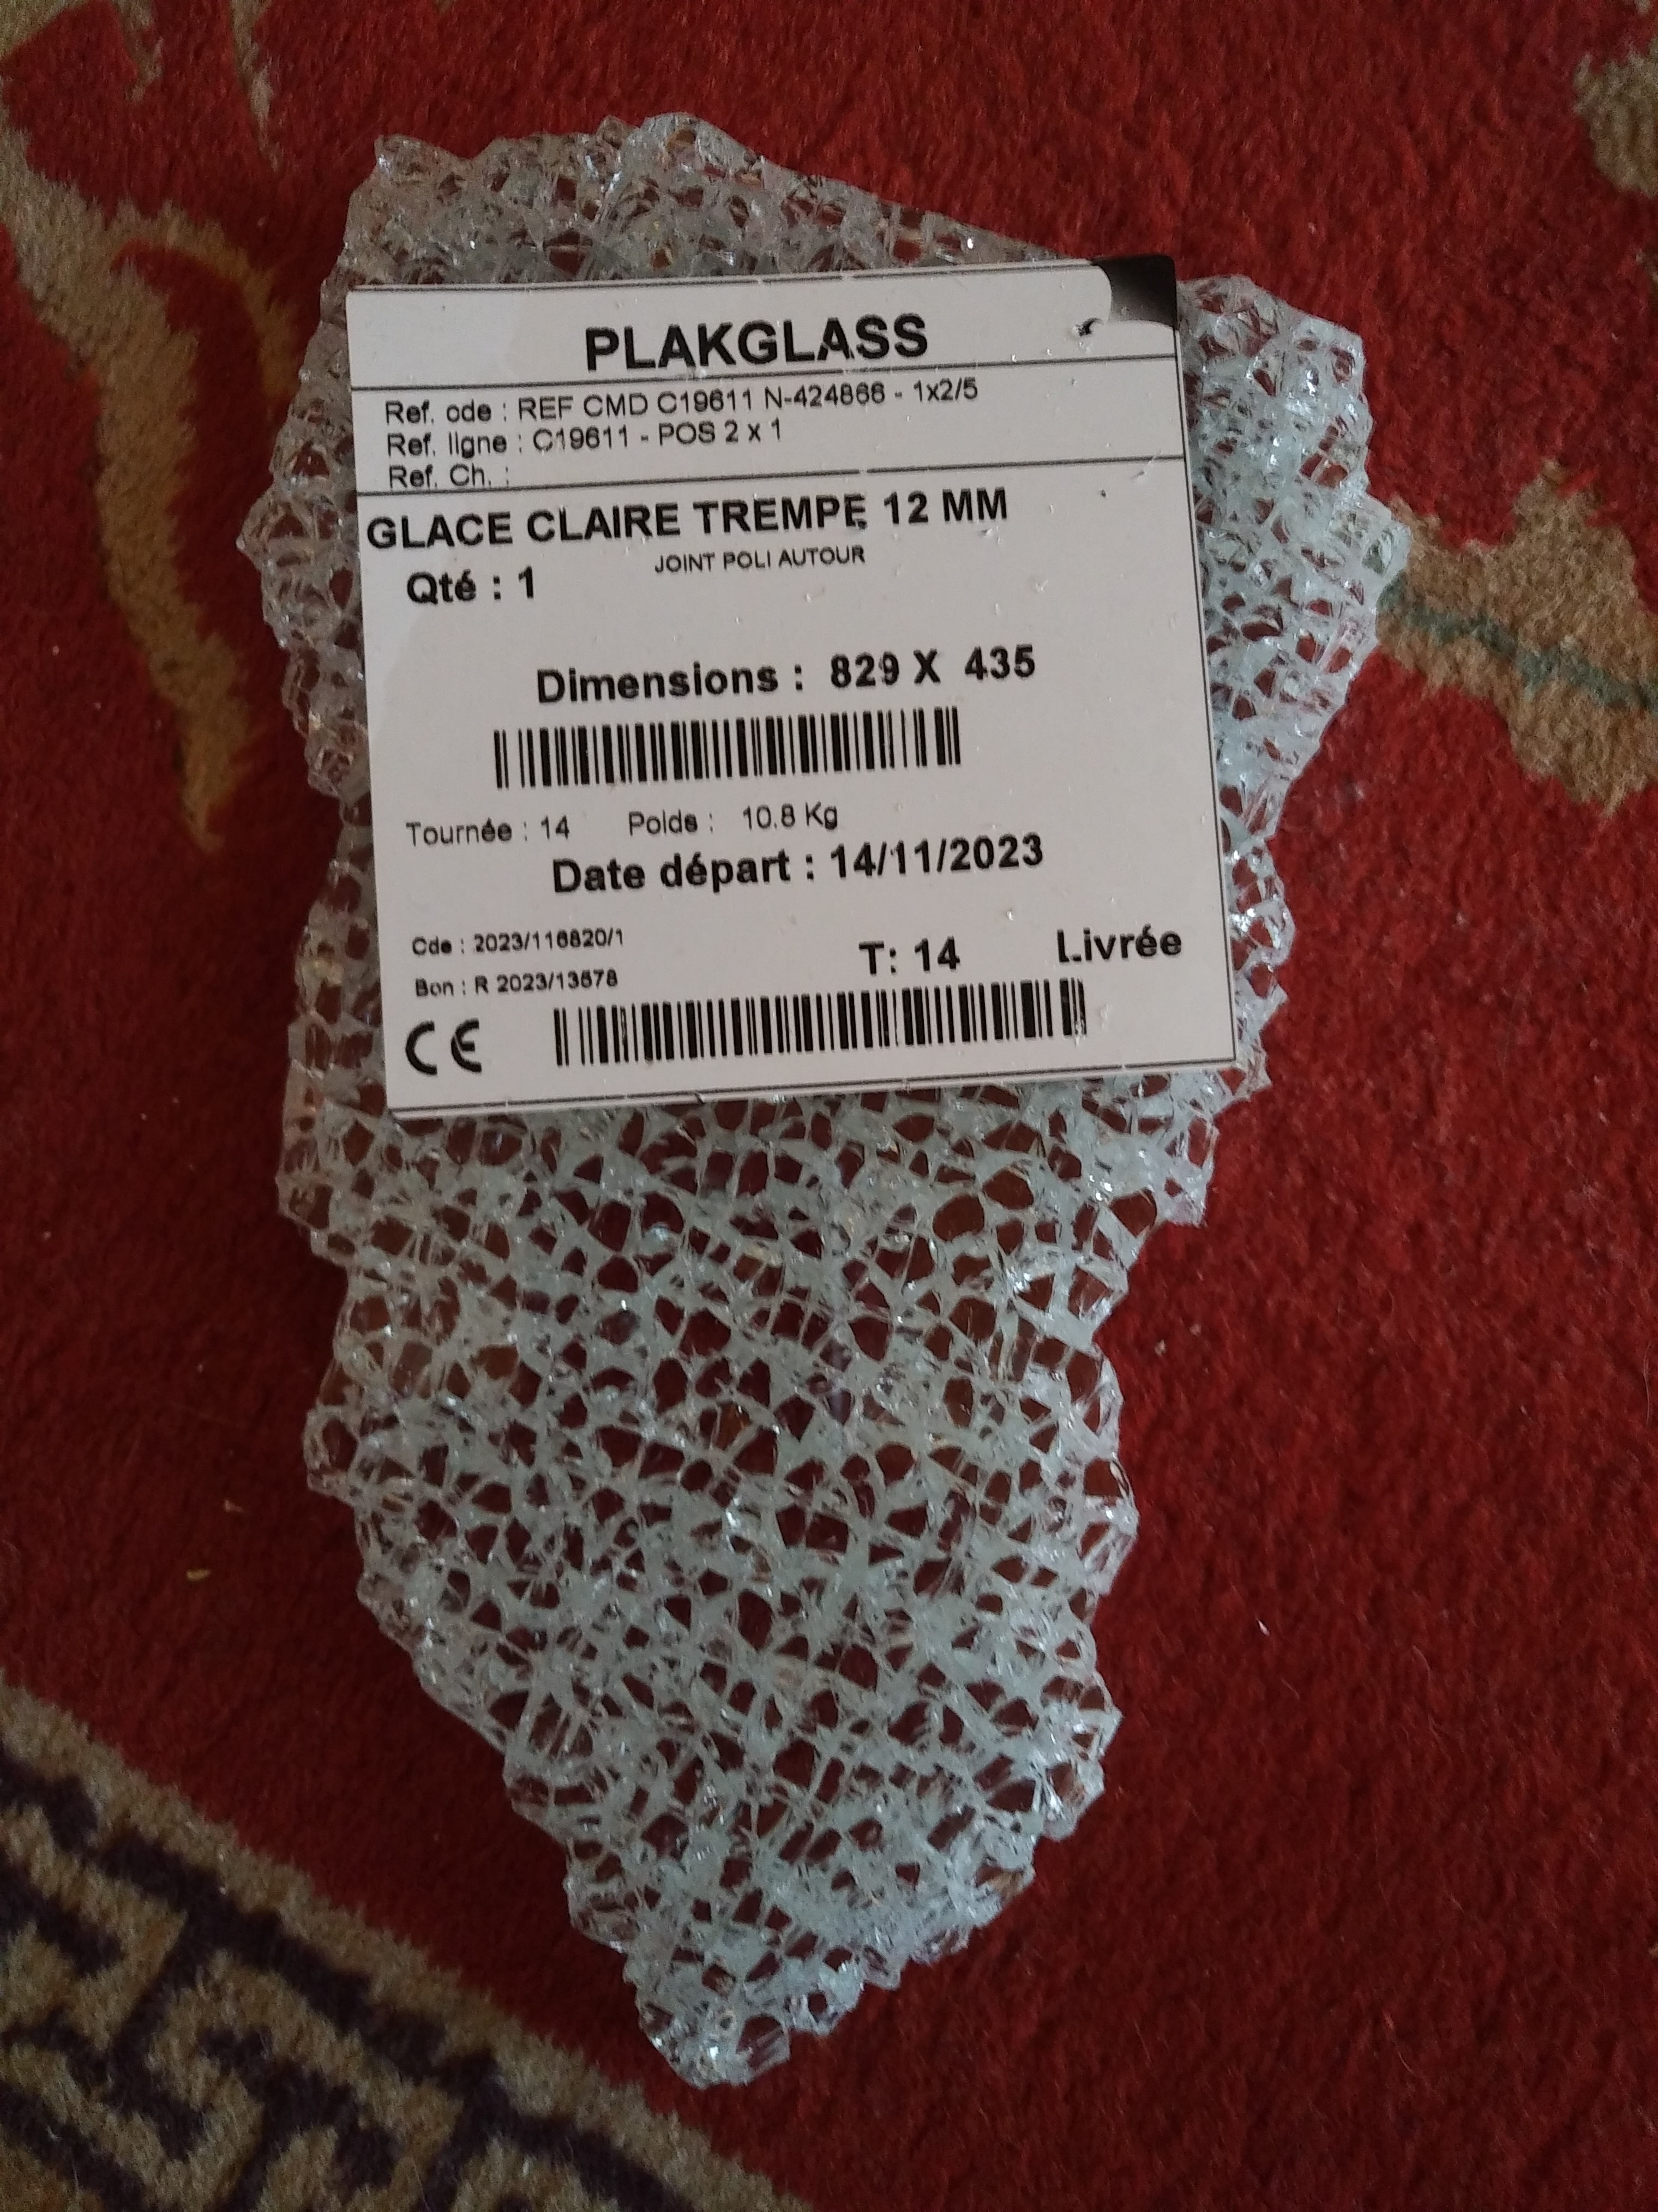 PLAKGLASS
Ref. cde : REF CMD C19611 N-424866 - 1x2/5
Ref. ligne : C19611 - POS 2 x 1
Ref. Ch. :
GLACE CLAIRE TREMPE 12 MM
JOINT POLI AUTOUR
Qté : 1
Dimensions : 829 X 435
Tournée : 14 Poids : 10.8 Kg
Date départ : 14/11/2023
Cde : 2023/116820/1
T: 14 Livrée
Bon : R 2023/13678
CE